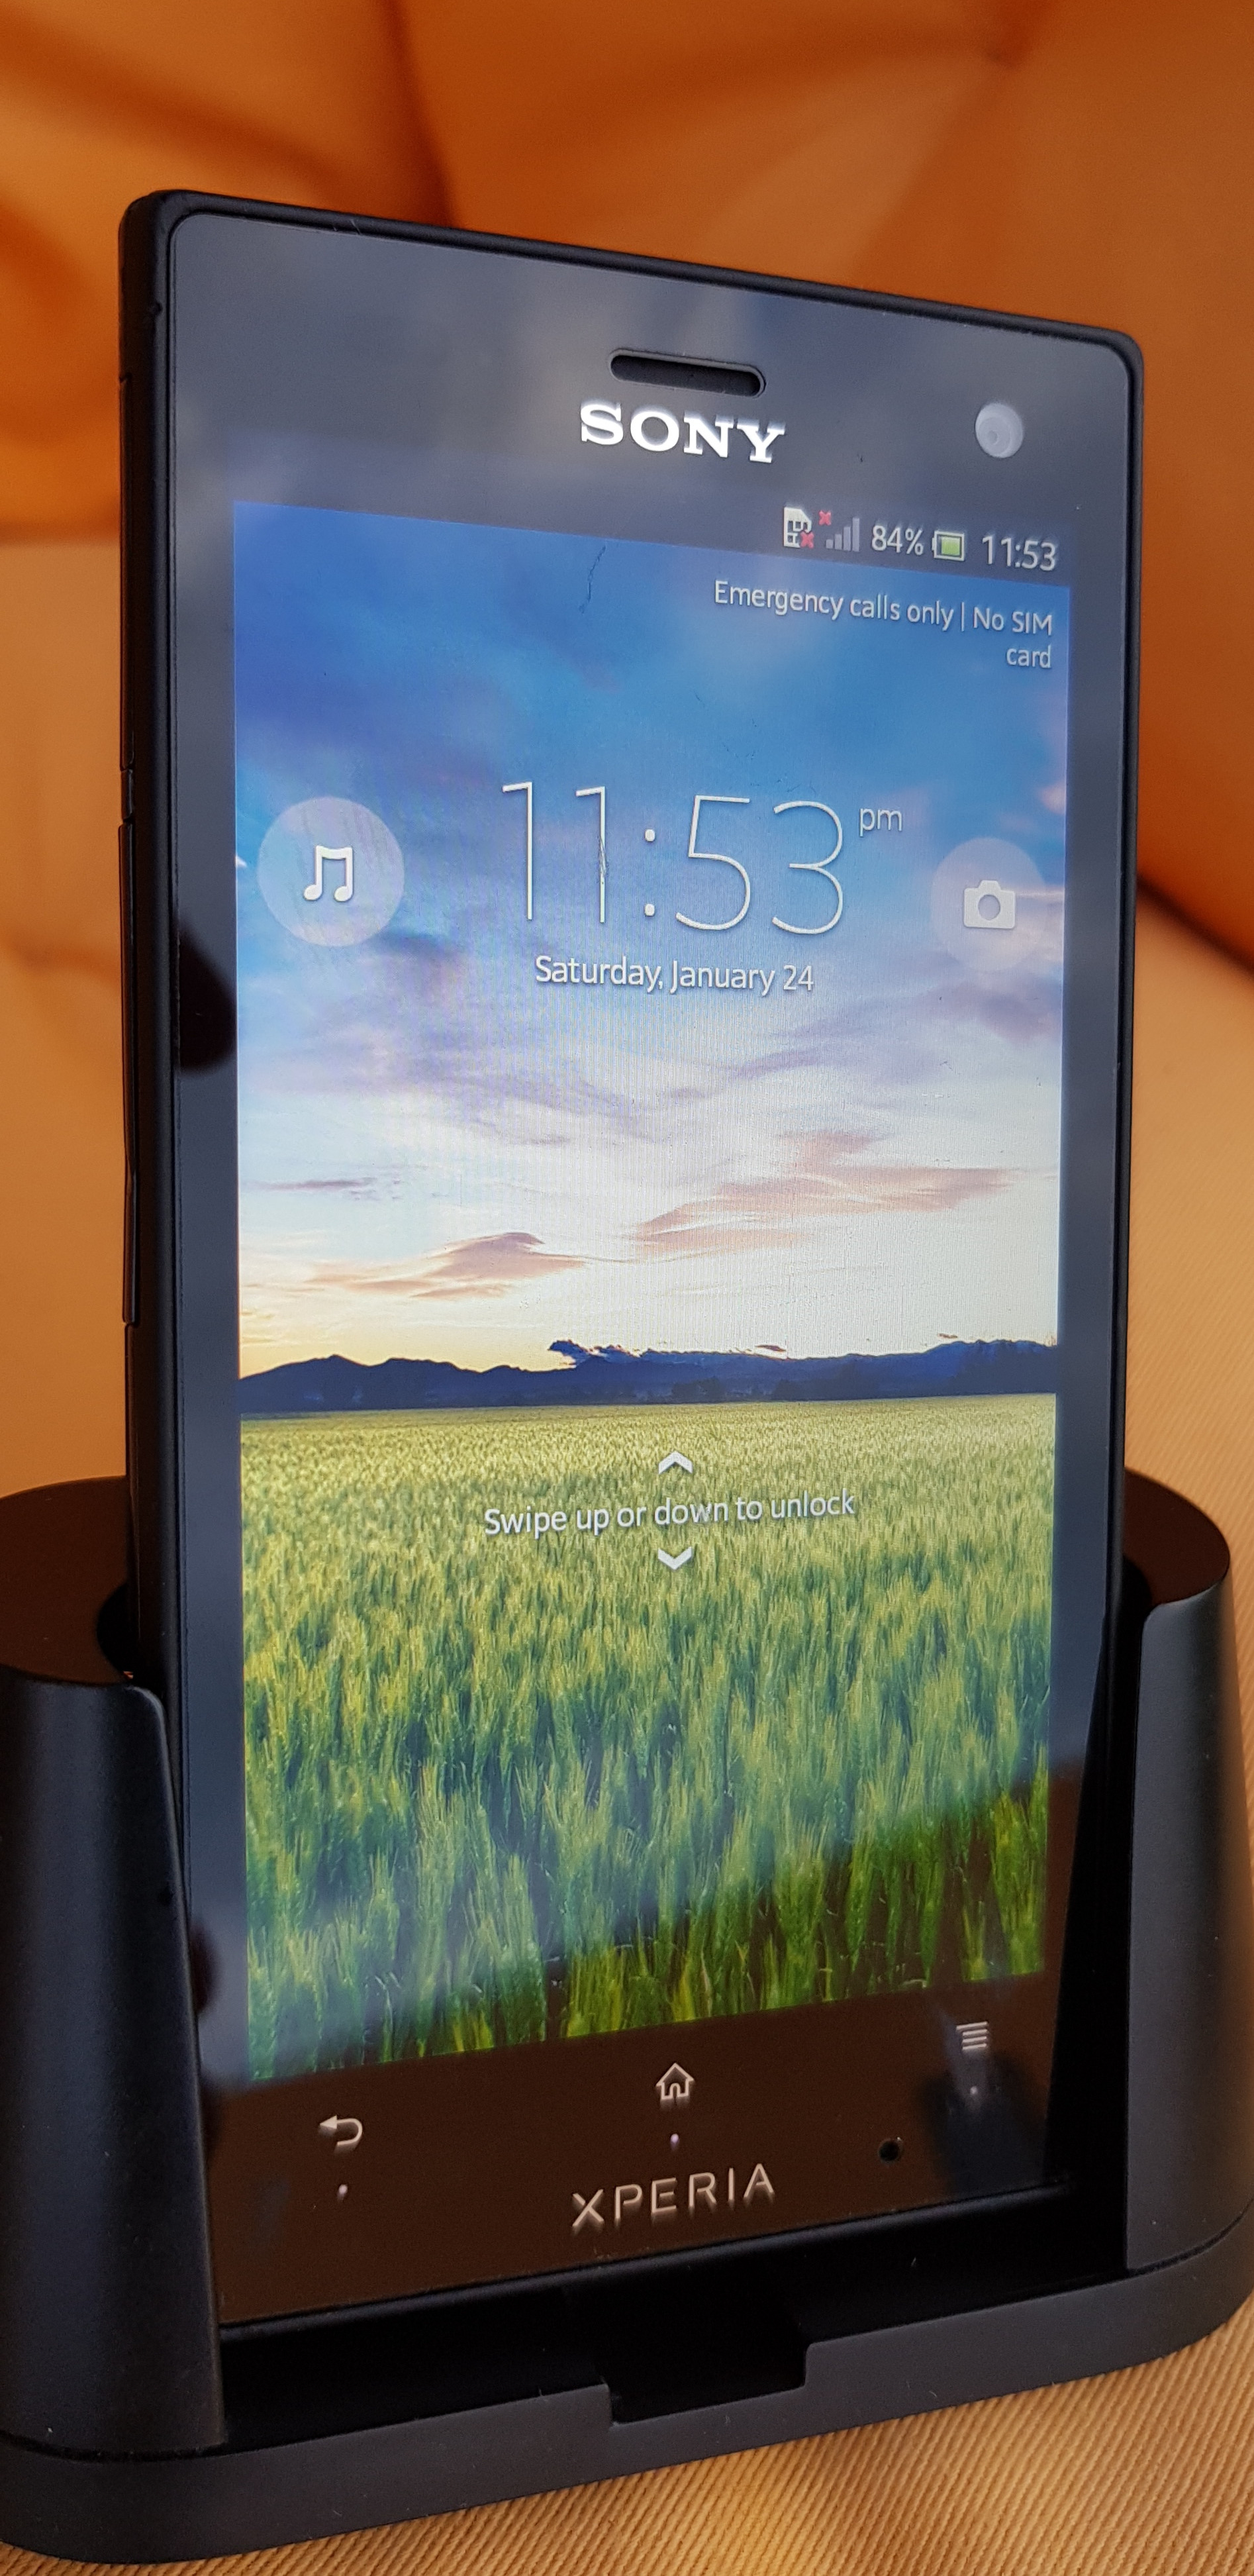 SONY
84% 11:53
Emergency calls only | No SIM
card
11:53 pm
Saturday, January 24
Swipe up or down to unlock
XPERIA